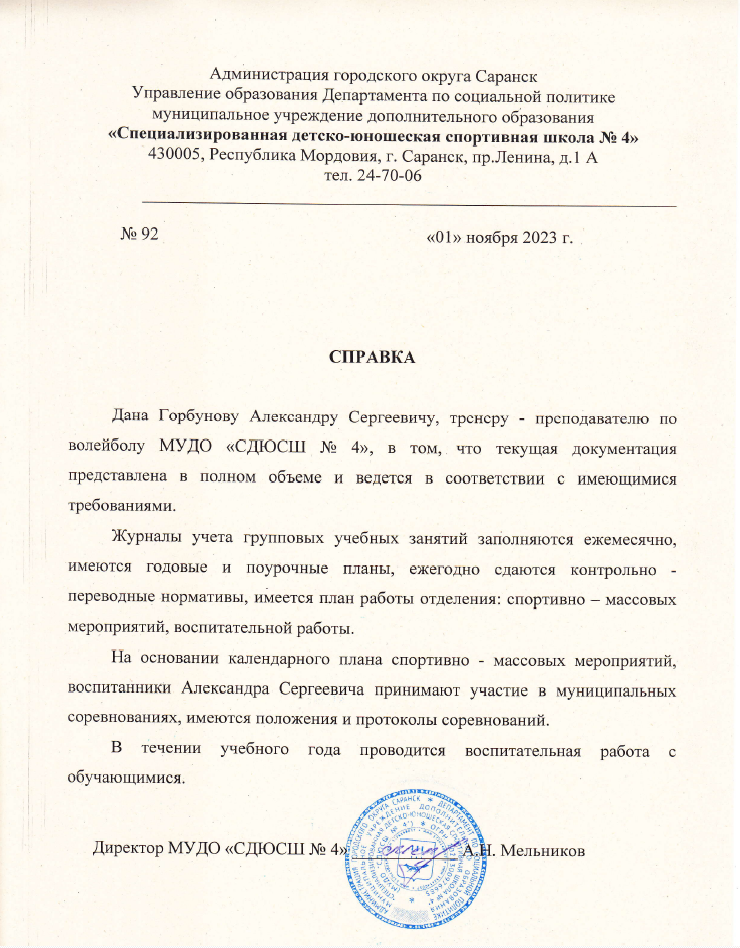 Администрация городского округа Саранск
Управление образования Департамента по социальной политике
муниципальное учреждение дополнительного образования
«Специализированная детско-юношеская спортивная школа № 4»
430005, Республика Мордовия, г. Саранск, пр.Ленина, д.1 А
тел. 24-70-06
№ 92 «01» ноября 2023 г.
СПРАВКА
Дана Горбунову Александру Сергеевичу, тренеру - преподавателю по
волейболу МУДО «СДЮСШ № 4», в том, что текущая документация
представлена в полном объеме и ведется в соответствии с имеющимися
требованиями.
Журналы учета групповых учебных занятий заполняются ежемесячно,
имеются годовые и поурочные планы, ежегодно сдаются контрольно -
переводные нормативы, имеется план работы отделения: спортивно – массовых
мероприятий, воспитательной работы.
На основании календарного плана спортивно - массовых мероприятий,
воспитанники Александра Сергеевича принимают участие в муниципальных
соревнованиях, имеются положения и протоколы соревнований.
В течении учебного года проводится воспитательная работа с
обучающимися.
Директор МУДО «СДЮСШ № 4» А.Н. Мельников